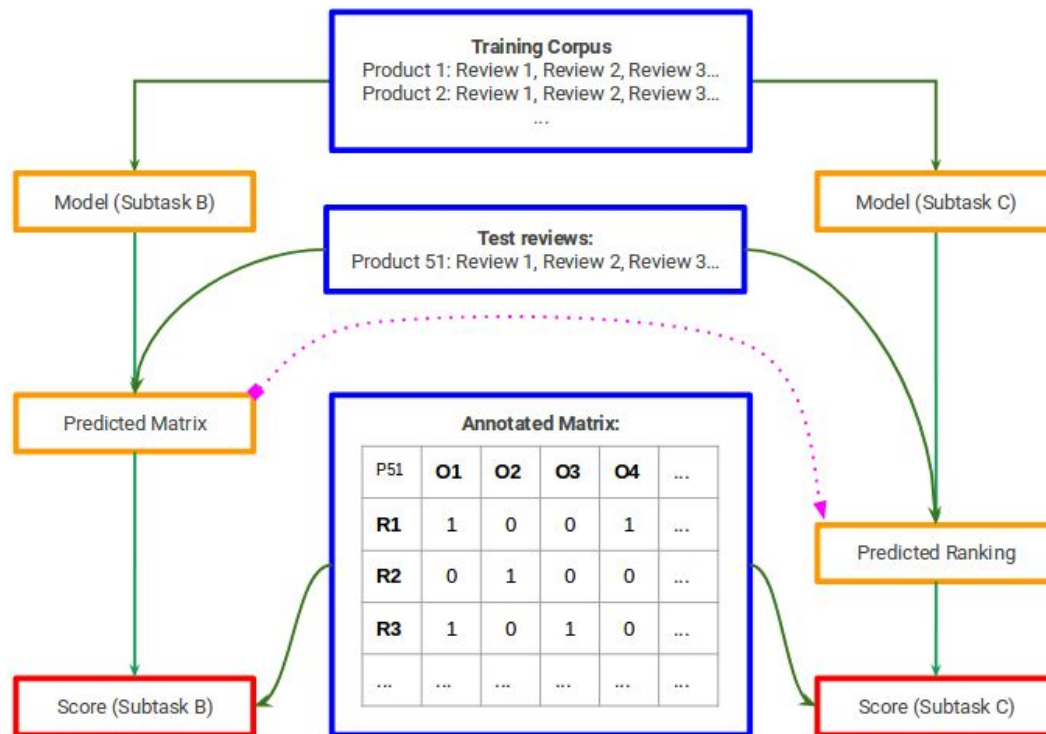 Training Corpus
Product 1: Review 1, Review 2, Review 3...
Product 2: Review 1, Review 2, Review 3...
...
Model (Subtask B)
Model (Subtask C)
Test reviews:
Product 51: Review 1, Review 2, Review 3...
Predicted Matrix
Annotated Matrix:
P51 O1 O2 O3 O4 ...
R1 1 0 0 1 ...
R2 0 1 0 0 ...
R3 1 0 1 0 ...
... ... ... ... ... ...
Predicted Ranking
Score (Subtask B)
Score (Subtask C)